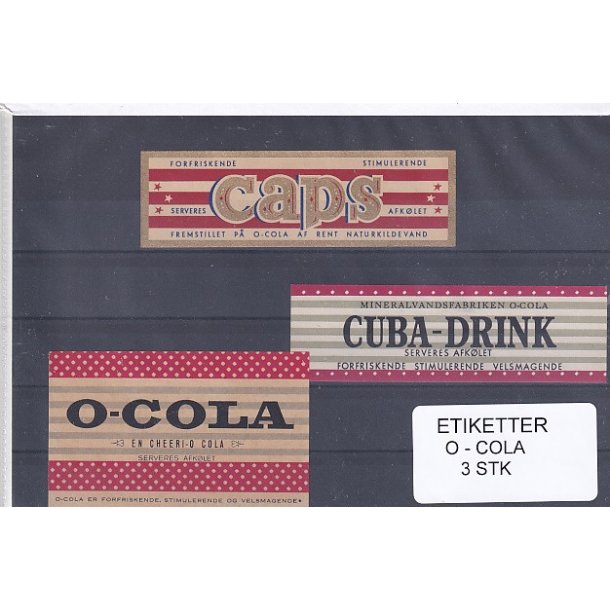 FORFRISKENDE STIMULERENDE
caps
SERVERES AFKØLET
FREMSTILLET PÅ O-COLA AF RENT NATURKILDEVAND
MINERALVANDSFABRIKEN O-COLA
CUBA-DRINK
SERVERES AFKØLET
FORFRISKENDE STIMULERENDE VELSMAGENDE
O-COLA
EN CHEERI-O COLA
SERVERES AFKØLET
O-COLA ER FORFRISKENDE, STIMULERENDE OG VELSMAGENDE
ETIKETTER
O - COLA
3 STK